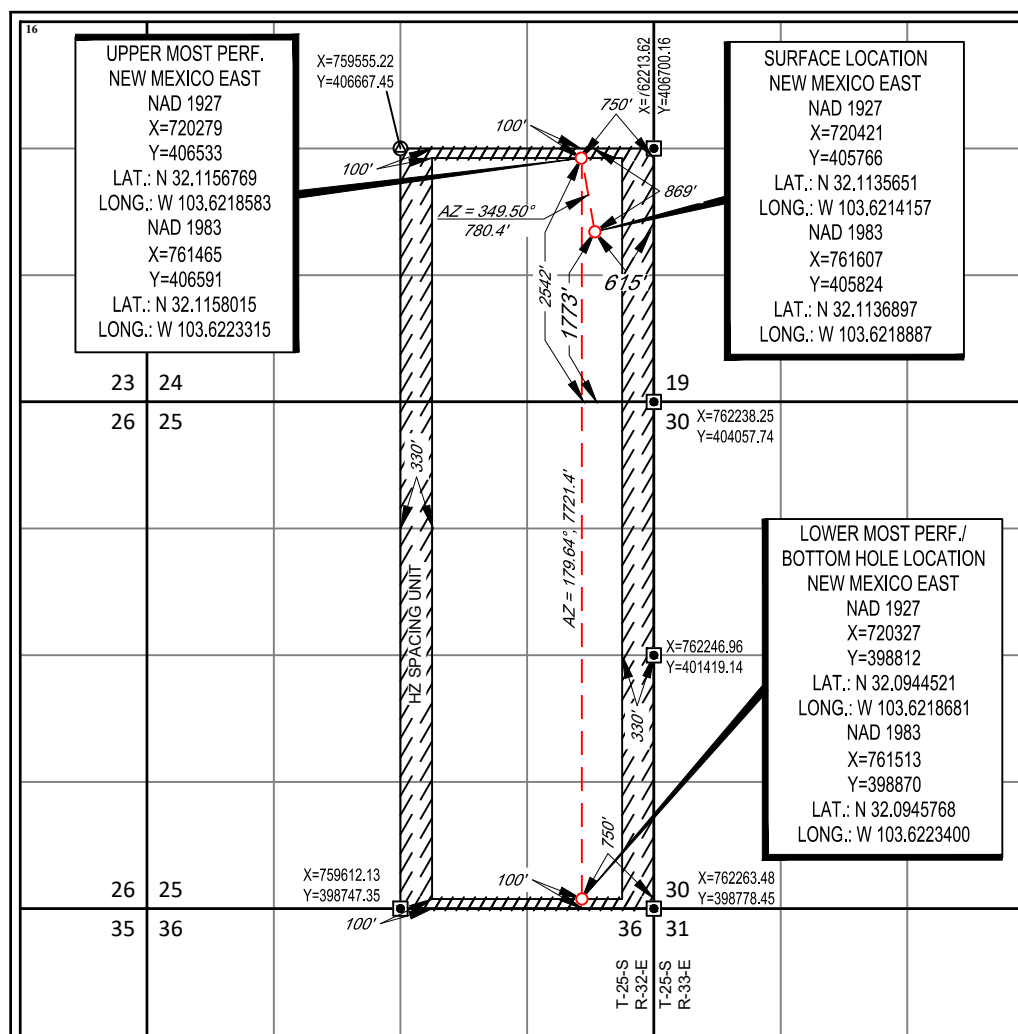 16
UPPER MOST PERF.
NEW MEXICO EAST
NAD 1927
X=720279
Y=406533
LAT.: N 32.1156769
LONG.: W 103.6218583
NAD 1983
X=761465
Y=406591
LAT.: N 32.1158015
LONG.: W 103.6223315
X=759555.22
Y=406667.45
X=762213.62
Y=406700.16
SURFACE LOCATION
NEW MEXICO EAST
NAD 1927
X=720421
Y=405766
LAT.: N 32.1135651
LONG.: W 103.6214157
NAD 1983
X=761607
Y=405824
LAT.: N 32.1136897
LONG.: W 103.6218887
750'
100'
100'
869'
AZ = 349.50°
780.4'
615'
2542'
1773'
23 24
19
26 25
30
X=762238.25
Y=404057.74
330'
HZ SPACING UNIT
AZ = 179.64°, 7721.4'
LOWER MOST PERF./
BOTTOM HOLE LOCATION
NEW MEXICO EAST
NAD 1927
X=720327
Y=398812
LAT.: N 32.0944521
LONG.: W 103.6218681
NAD 1983
X=761513
Y=398870
LAT.: N 32.0945768
LONG.: W 103.6223400
X=762246.96
Y=401419.14
330'
750'
100'
X=759612.13
Y=398747.35
X=762263.48
Y=398778.45
26 25
30
100'
35 36
36 31
T-25-S
R-32-E
T-25-S
R-33-E